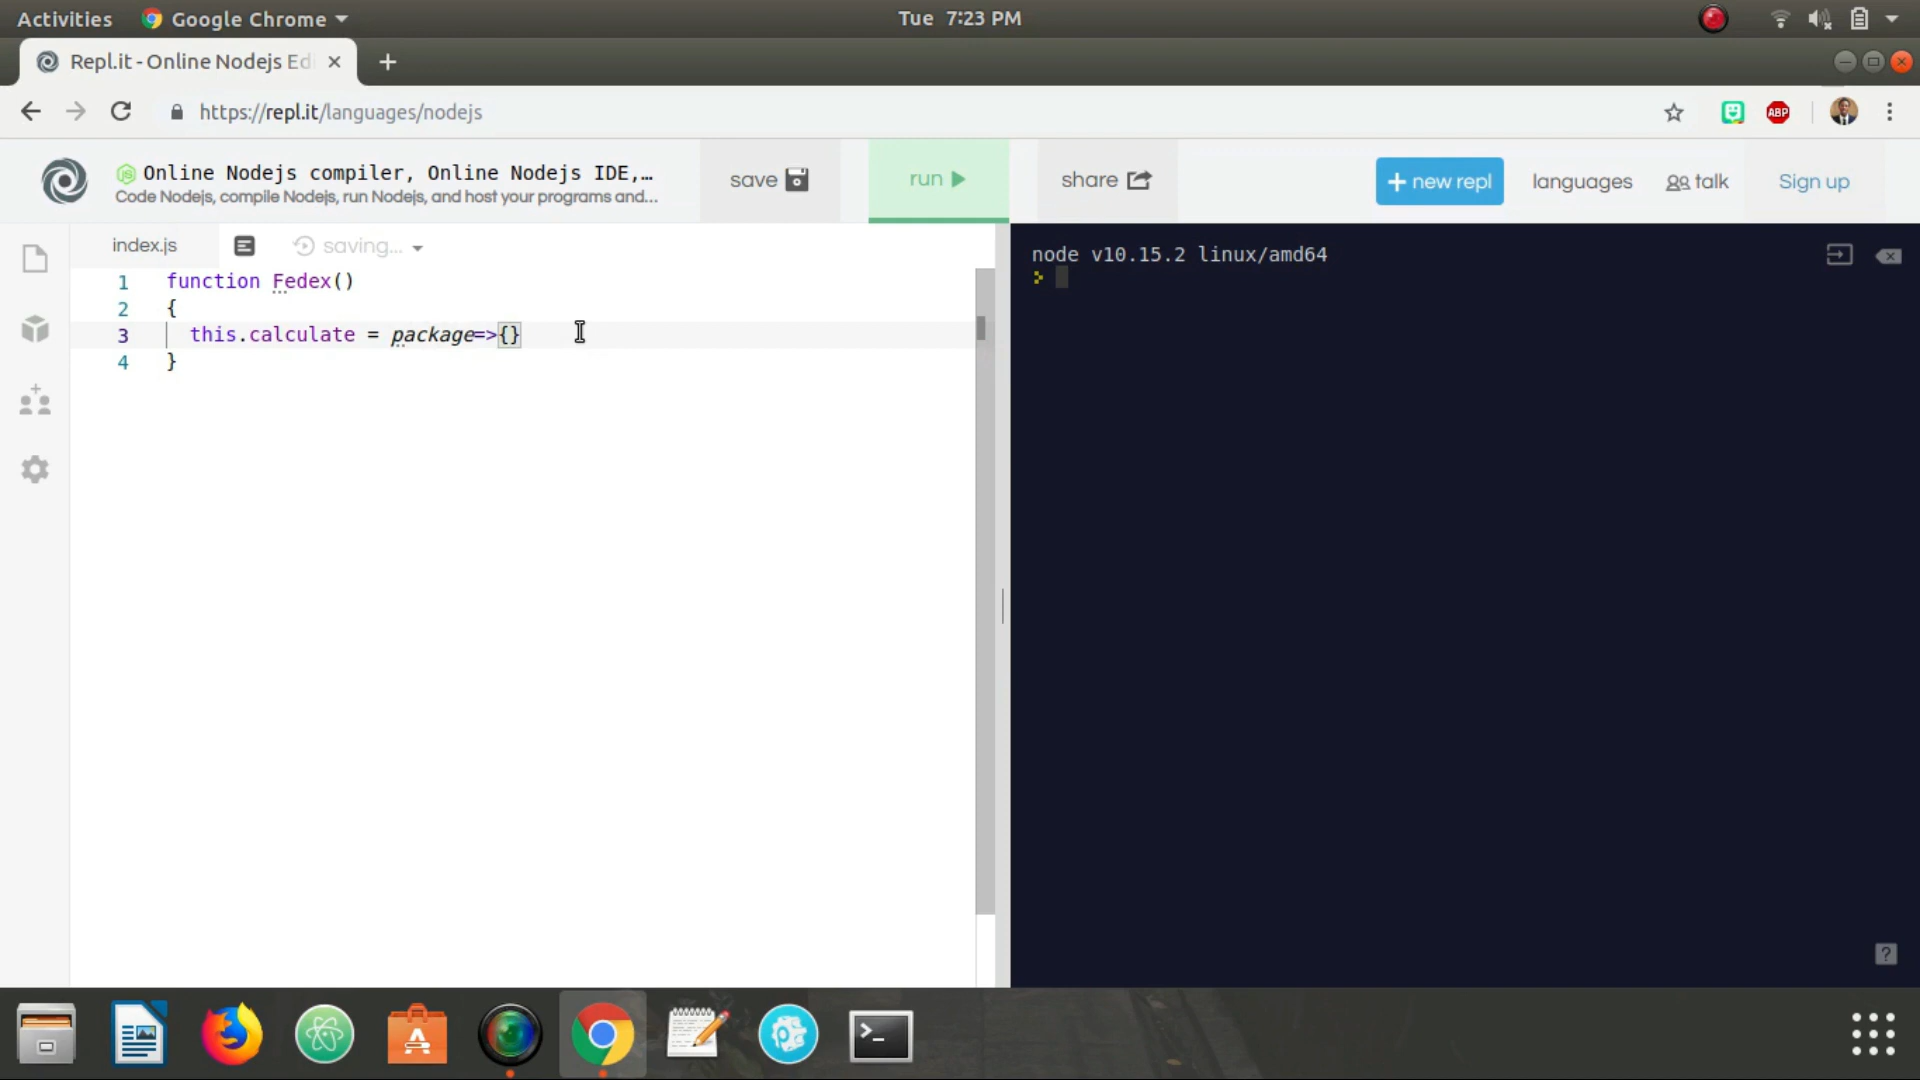 Activities Google Chrome Tue 7:23 PM
Repl.it - Online Nodejs Edi
https://repl.it/languages/nodejs
ABP
Online Nodejs compiler, Online Nodejs IDE,...
Code Nodejs, compile Nodejs, run Nodejs, and host your programs and...
save
run
share
+ new repl
languages
talk
Sign up
index.js
saving...
1 function Fedex()
2 {
3 this.calculate = package=>{}
4 }
node v10.15.2 linux/amd64
>
?